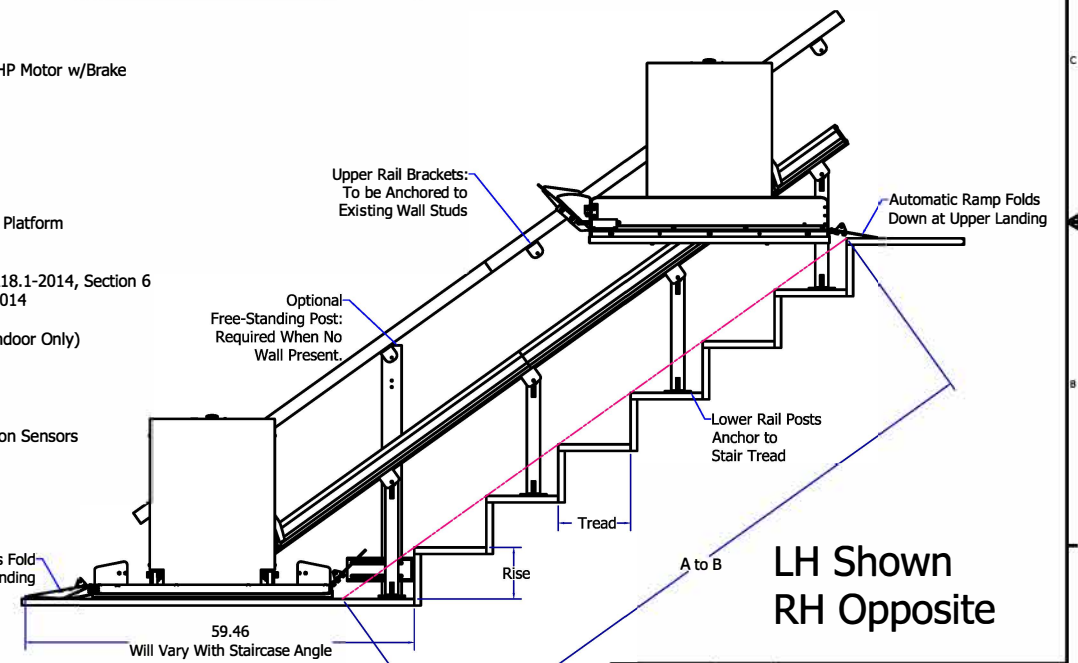 HP Motor w/Brake
Platform
18.1-2014, Section 6
014
ndoor Only)
on Sensors
s Fold
nding
Upper Rail Brackets:
To be Anchored to
Existing Wall Studs
Optional
Free-Standing Post:
Required When No
Wall Present.
Automatic Ramp Folds
Down at Upper Landing
Lower Rail Posts
Anchor to
Stair Tread
Tread
Rise
A to B
59.46
Will Vary With Staircase Angle
LH Shown
RH Opposite
C
B